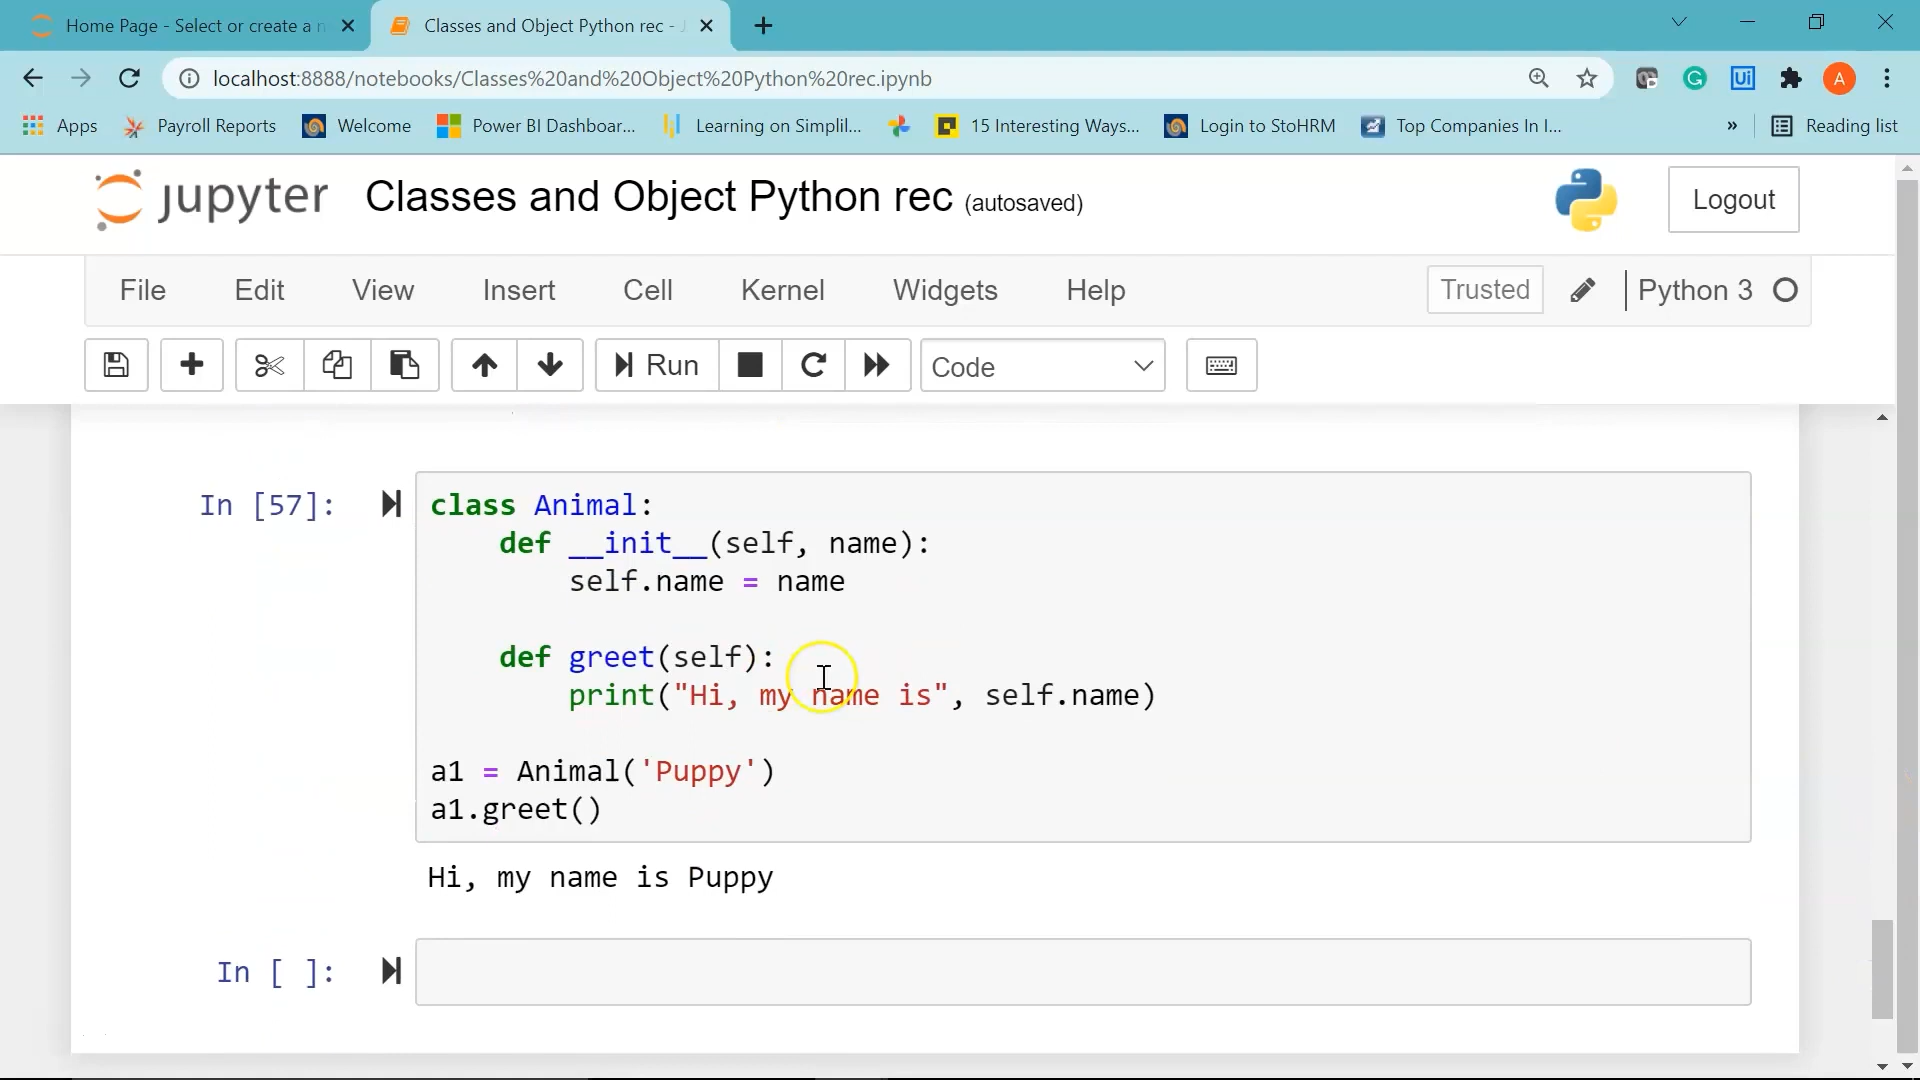 Home Page - Select or create a n
Classes and Object Python rec - J
localhost:8888/notebooks/Classes%20and%20Object%20Python%20rec.ipynb
G Ui A
Apps Payroll Reports Welcome Power BI Dashboar... Learning on Simplil... 15 Interesting Ways... Login to StoHRM Top Companies In I... » Reading list
jupyter Classes and Object Python rec (autosaved) Logout
File Edit View Insert Cell Kernel Widgets Help Trusted Python 3
Run Code
In [57]:
class Animal:
    def __init__(self, name):
        self.name = name
    def greet(self):
        print("Hi, my name is", self.name)
a1 = Animal('Puppy')
a1.greet()
Hi, my name is Puppy
In [ ]: